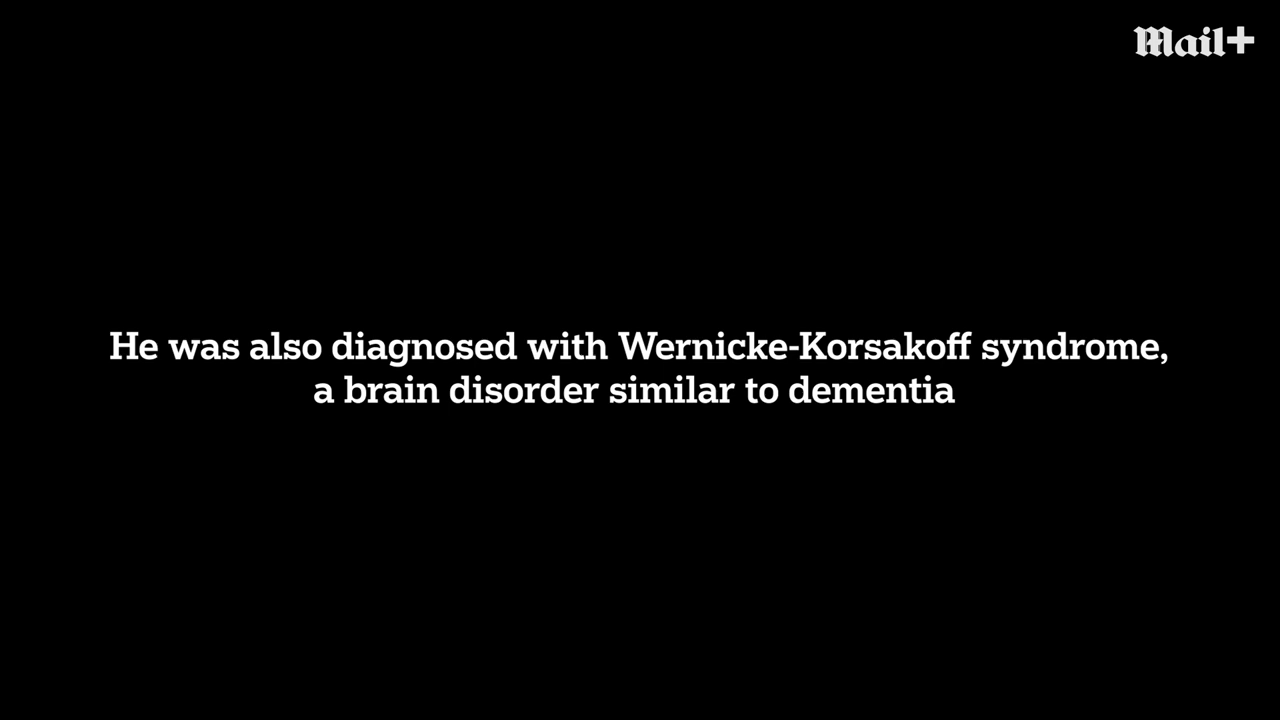 Mail+
He was also diagnosed with Wernicke-Korsakoff syndrome,
a brain disorder similar to dementia